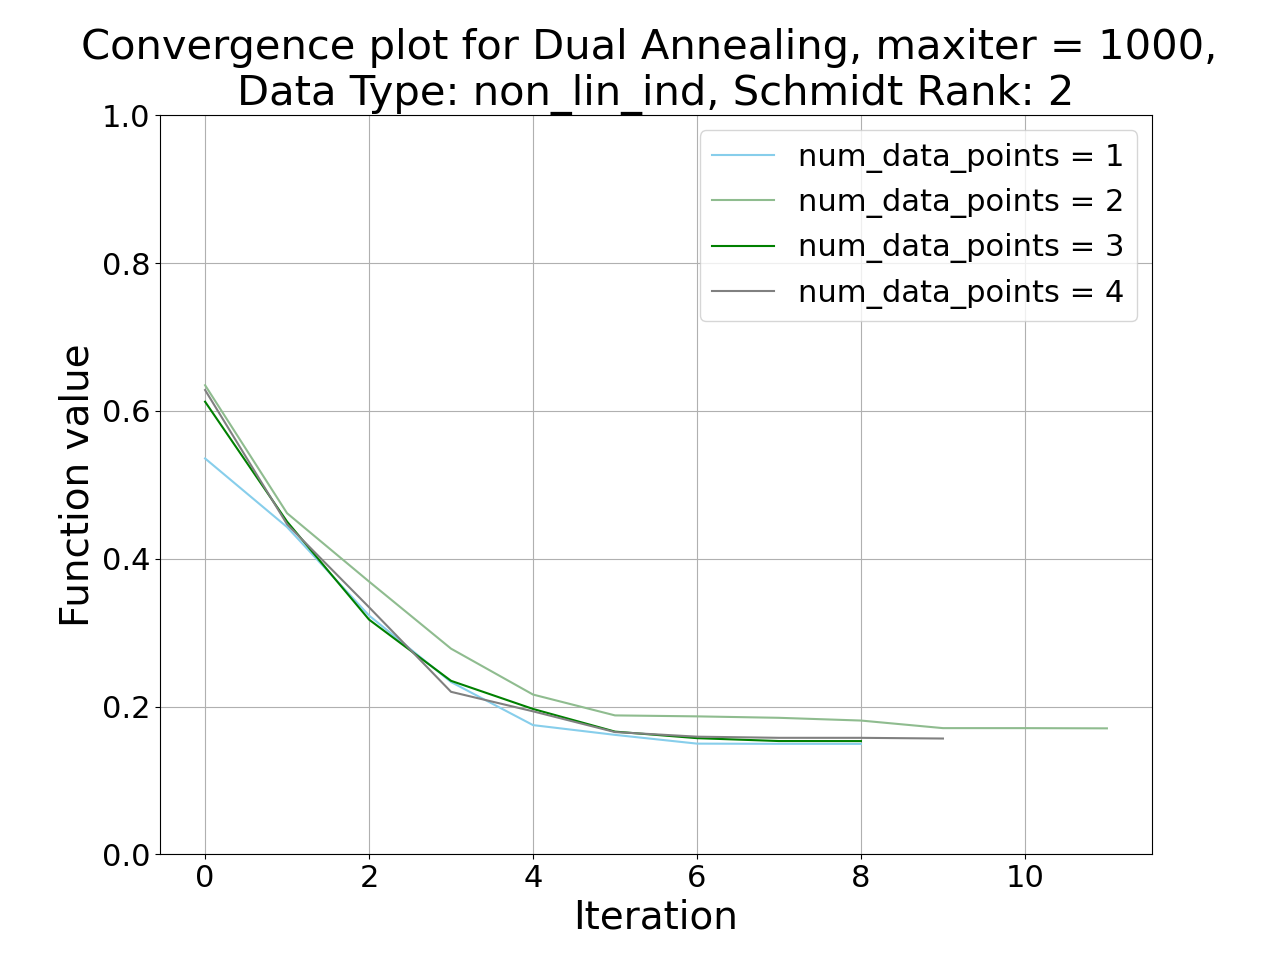 Convergence plot for Dual Annealing, maxiter = 1000,
Data Type: non_lin_ind, Schmidt Rank: 2
num_data_points = 1
num_data_points = 2
num_data_points = 3
num_data_points = 4
Function value
1.0
0.8
0.6
0.4
0.2
0.0
0 2 4 6 8 10
Iteration